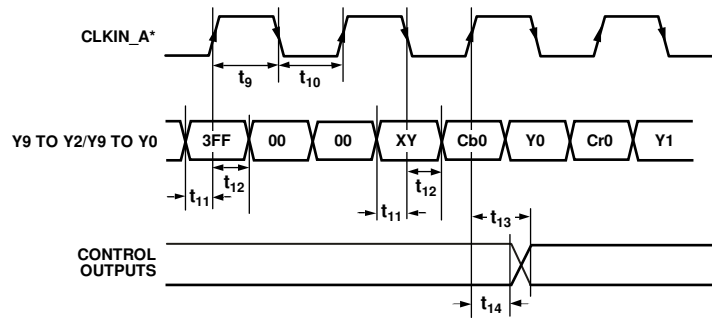 CLKIN_A*
t9
t10
Y9 TO Y2/Y9 TO Y0
3FF
00
00
XY
Cb0
Y0
Cr0
Y1
t11
t12
t11
t12
t13
CONTROL
OUTPUTS
t14